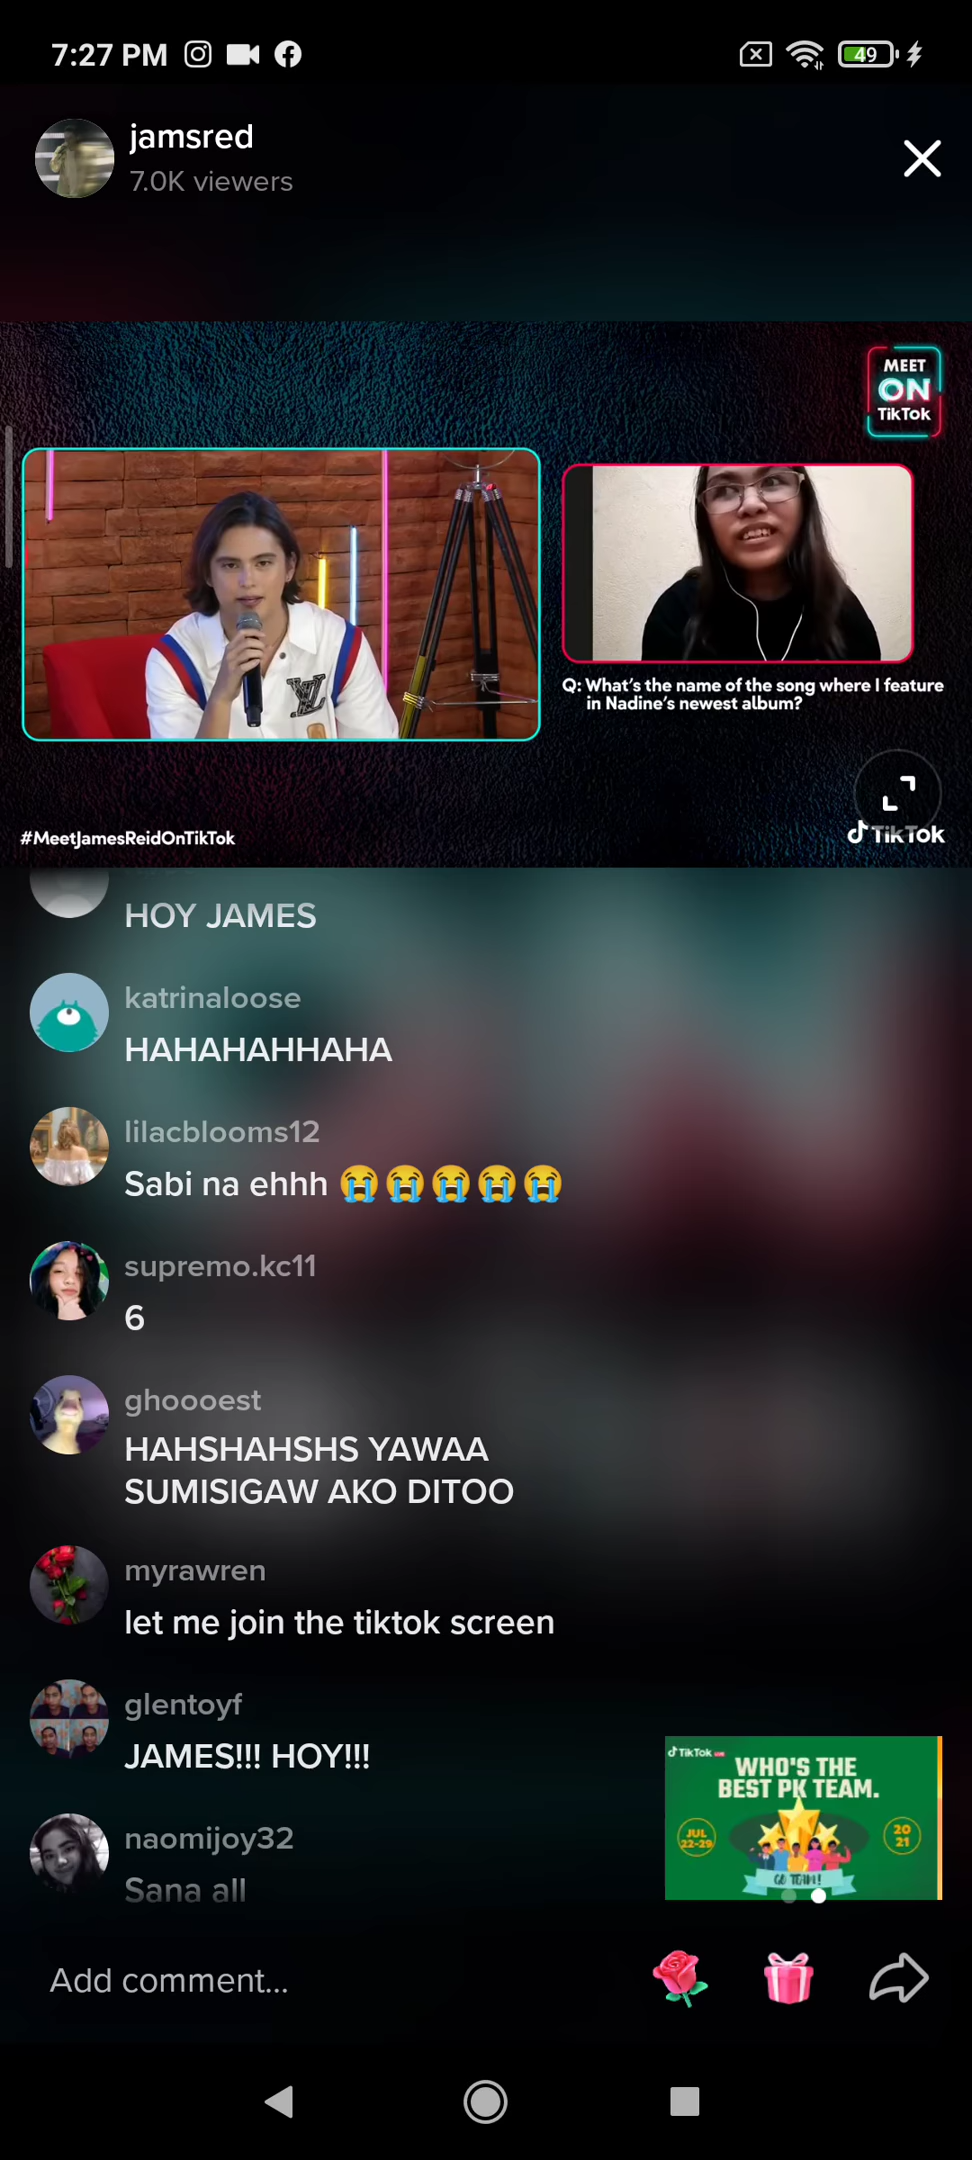 7:27 PM
49
jamsred
7.0K viewers
MEET
ON
TikTok
Q: What's the name of the song where I feature
in Nadine's newest album?
#MeetJamesReidOnTikTok
TikTok
HOY JAMES
katrinaloose
HAHAHAHHAHA
lilacblooms12
Sabi na ehhh 😭😭😭😭😭
supremo.kc11
6
ghoooest
HAHSHAHSHS YAWAA
SUMISIGAW AKO DITOO
myrawren
let me join the tiktok screen
glentoyf
JAMES!!! HOY!!!
naomijoy32
Sana all
TikTok LIVE
WHO'S THE
BEST PK TEAM.
JUL
22-29
20
21
GO TEAM!
Add comment...